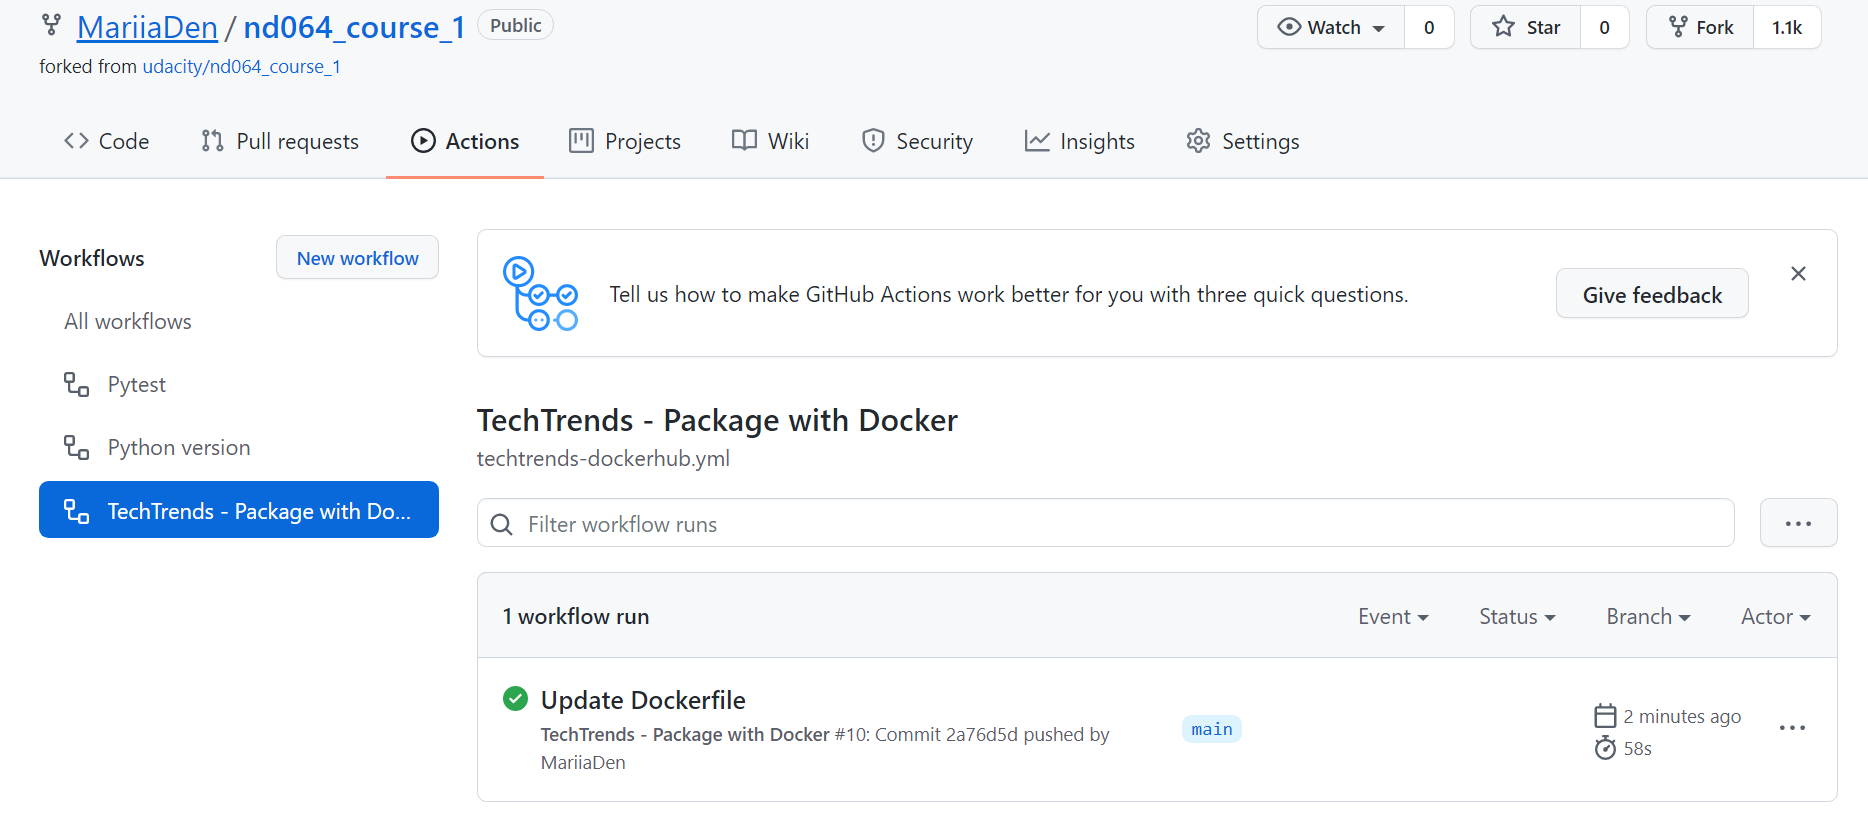 MariiaDen / nd064_course_1 Public
Watch 0 Star 0 Fork 1.1k
forked from udacity/nd064_course_1
Code Pull requests Actions Projects Wiki Security Insights Settings
Workflows
New workflow
All workflows
Pytest
Python version
TechTrends - Package with Do...
Tell us how to make GitHub Actions work better for you with three quick questions.
Give feedback
TechTrends - Package with Docker
techtrends-dockerhub.yml
Filter workflow runs
1 workflow run
Event Status Branch Actor
Update Dockerfile
TechTrends - Package with Docker #10: Commit 2a76d5d pushed by
MariiaDen
main
2 minutes ago
58s